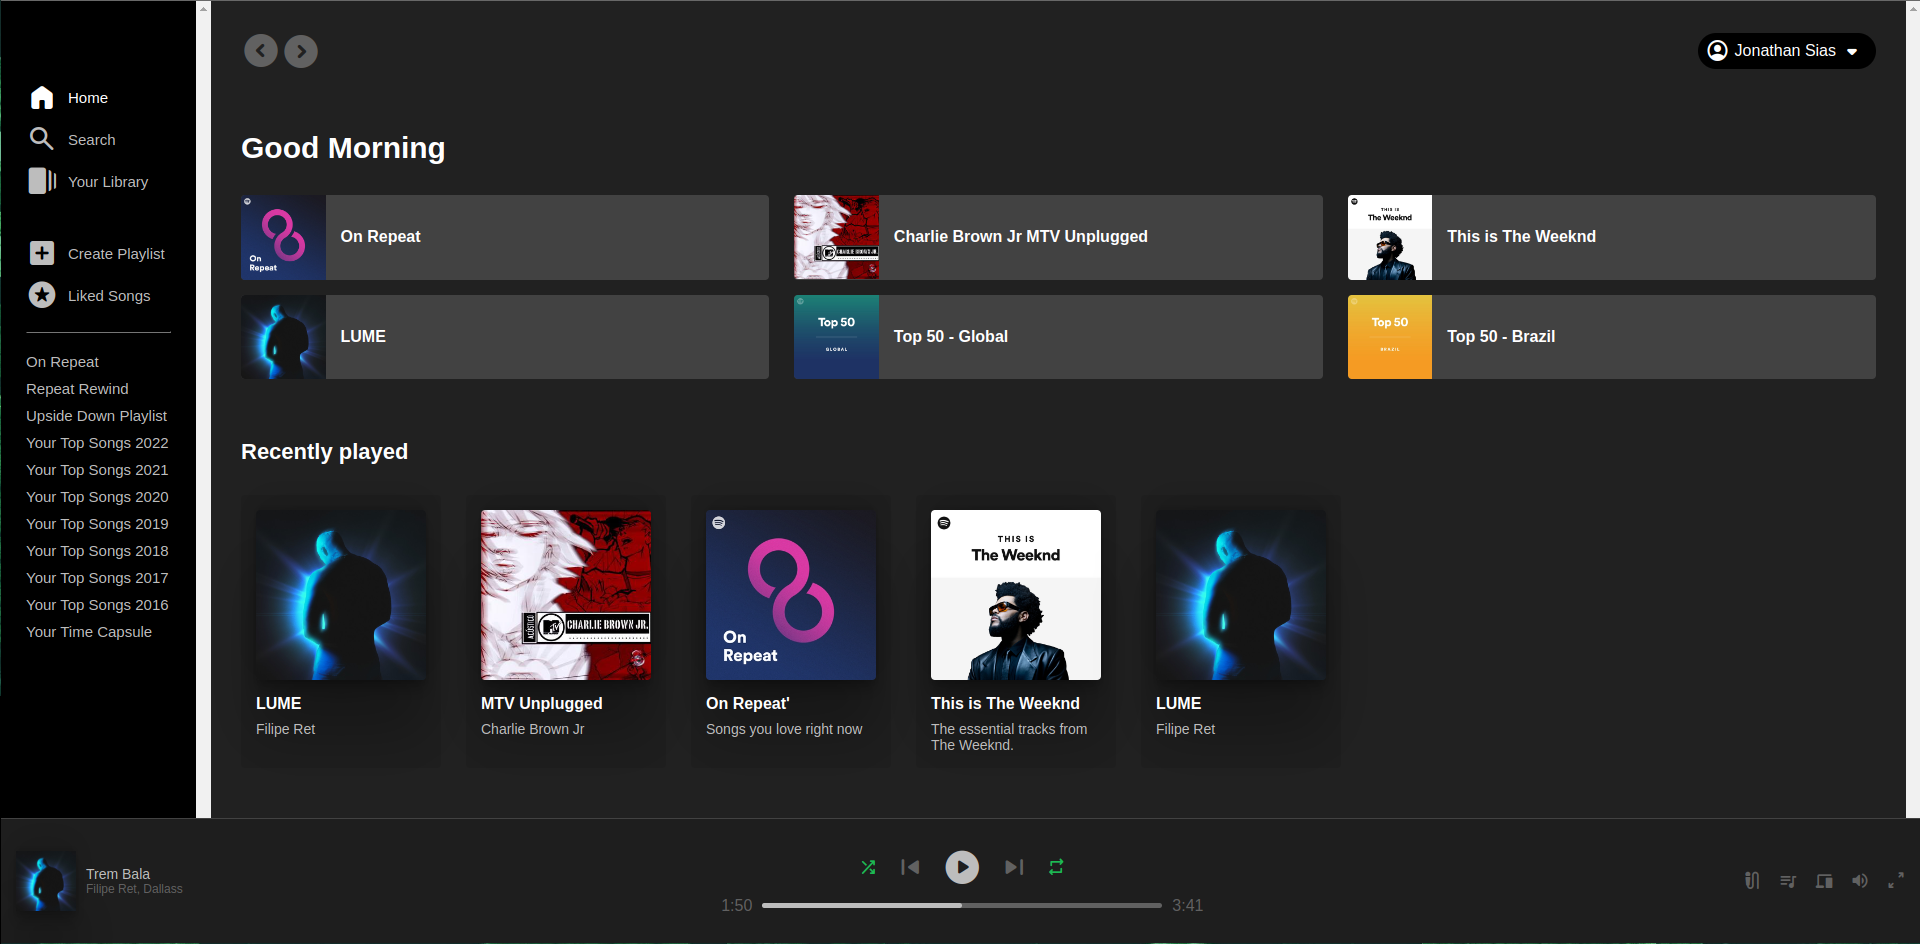 Home
Search
Your Library
Create Playlist
Liked Songs
On Repeat
Repeat Rewind
Upside Down Playlist
Your Top Songs 2022
Your Top Songs 2021
Your Top Songs 2020
Your Top Songs 2019
Your Top Songs 2018
Your Top Songs 2017
Your Top Songs 2016
Your Time Capsule
Jonathan Sias
Good Morning
On
Repeat
On Repeat
CHARLIE BROWN JR.
Charlie Brown Jr MTV Unplugged
THIS IS
The Weeknd
This is The Weeknd
LUME
Top 50
GLOBAL
Top 50 - Global
Top 50
BRAZIL
Top 50 - Brazil
Recently played
LUME
Filipe Ret
ACÚSTICO
MTV
CHARLIE BROWN JR.
MTV Unplugged
Charlie Brown Jr
On
Repeat
On Repeat'
Songs you love right now
THIS IS
The Weeknd
This is The Weeknd
The essential tracks from
The Weeknd.
LUME
Filipe Ret
Trem Bala
Filipe Ret, Dallass
1:50
3:41